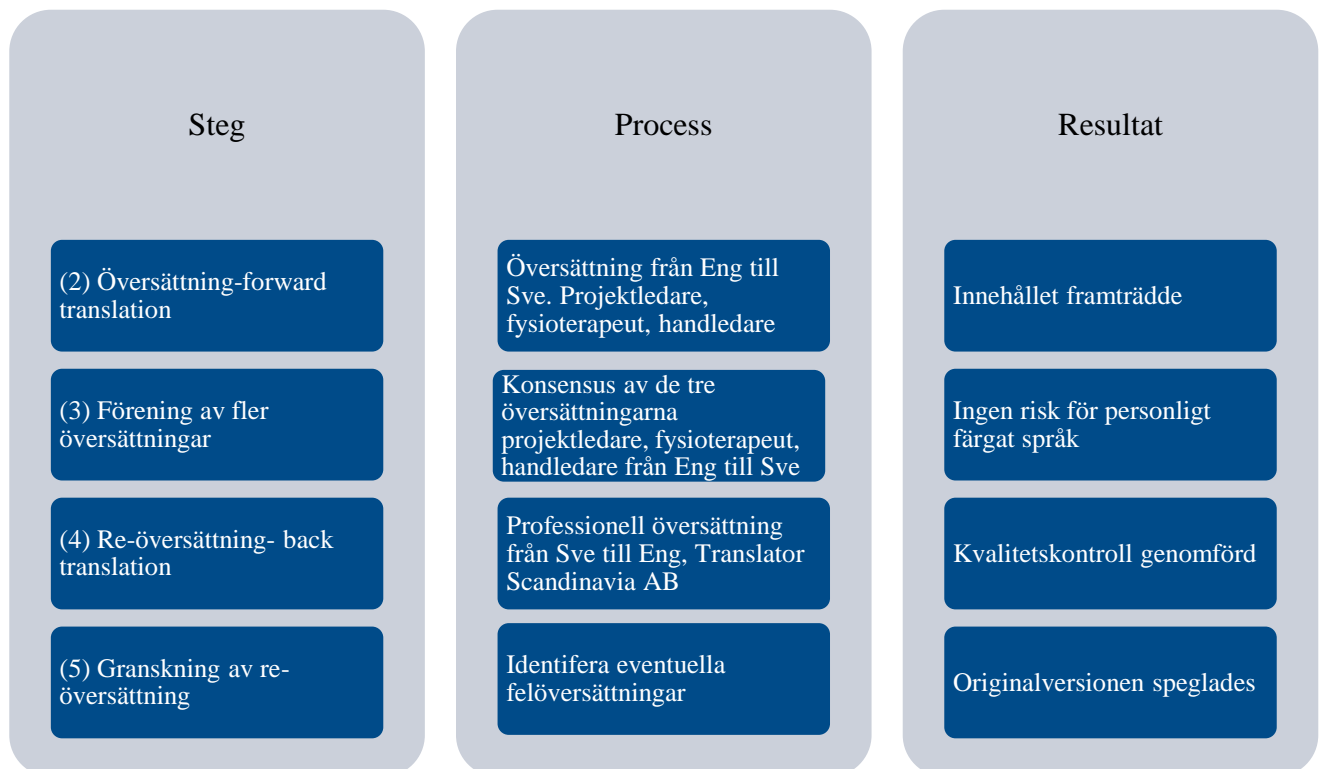 Steg
(2) Översättning-forward
translation
(3) Förening av fler
översättningar
(4) Re-översättning- back
translation
(5) Granskning av re-
översättning
Process
Översättning från Eng till
Sve. Projektledare,
fysioterapeut, handledare
Konsensus av de tre
översättningarna
projektledare, fysioterapeut,
handledare från Eng till Sve
Professionell översättning
från Sve till Eng, Translator
Scandinavia AB
Identifera eventuella
felöversättningar
Resultat
Innehållet framträdde
Ingen risk för personligt
färgat språk
Kvalitetskontroll genomförd
Originalversionen speglades